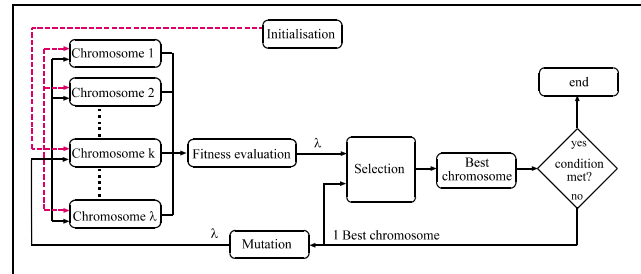 Initialisation
Chromosome 1
Chromosome 2
Chromosome k
Chromosome λ
Fitness evaluation
λ
Selection
Best
chromosome
yes
condition
met?
no
end
1 Best chromosome
Mutation
λ